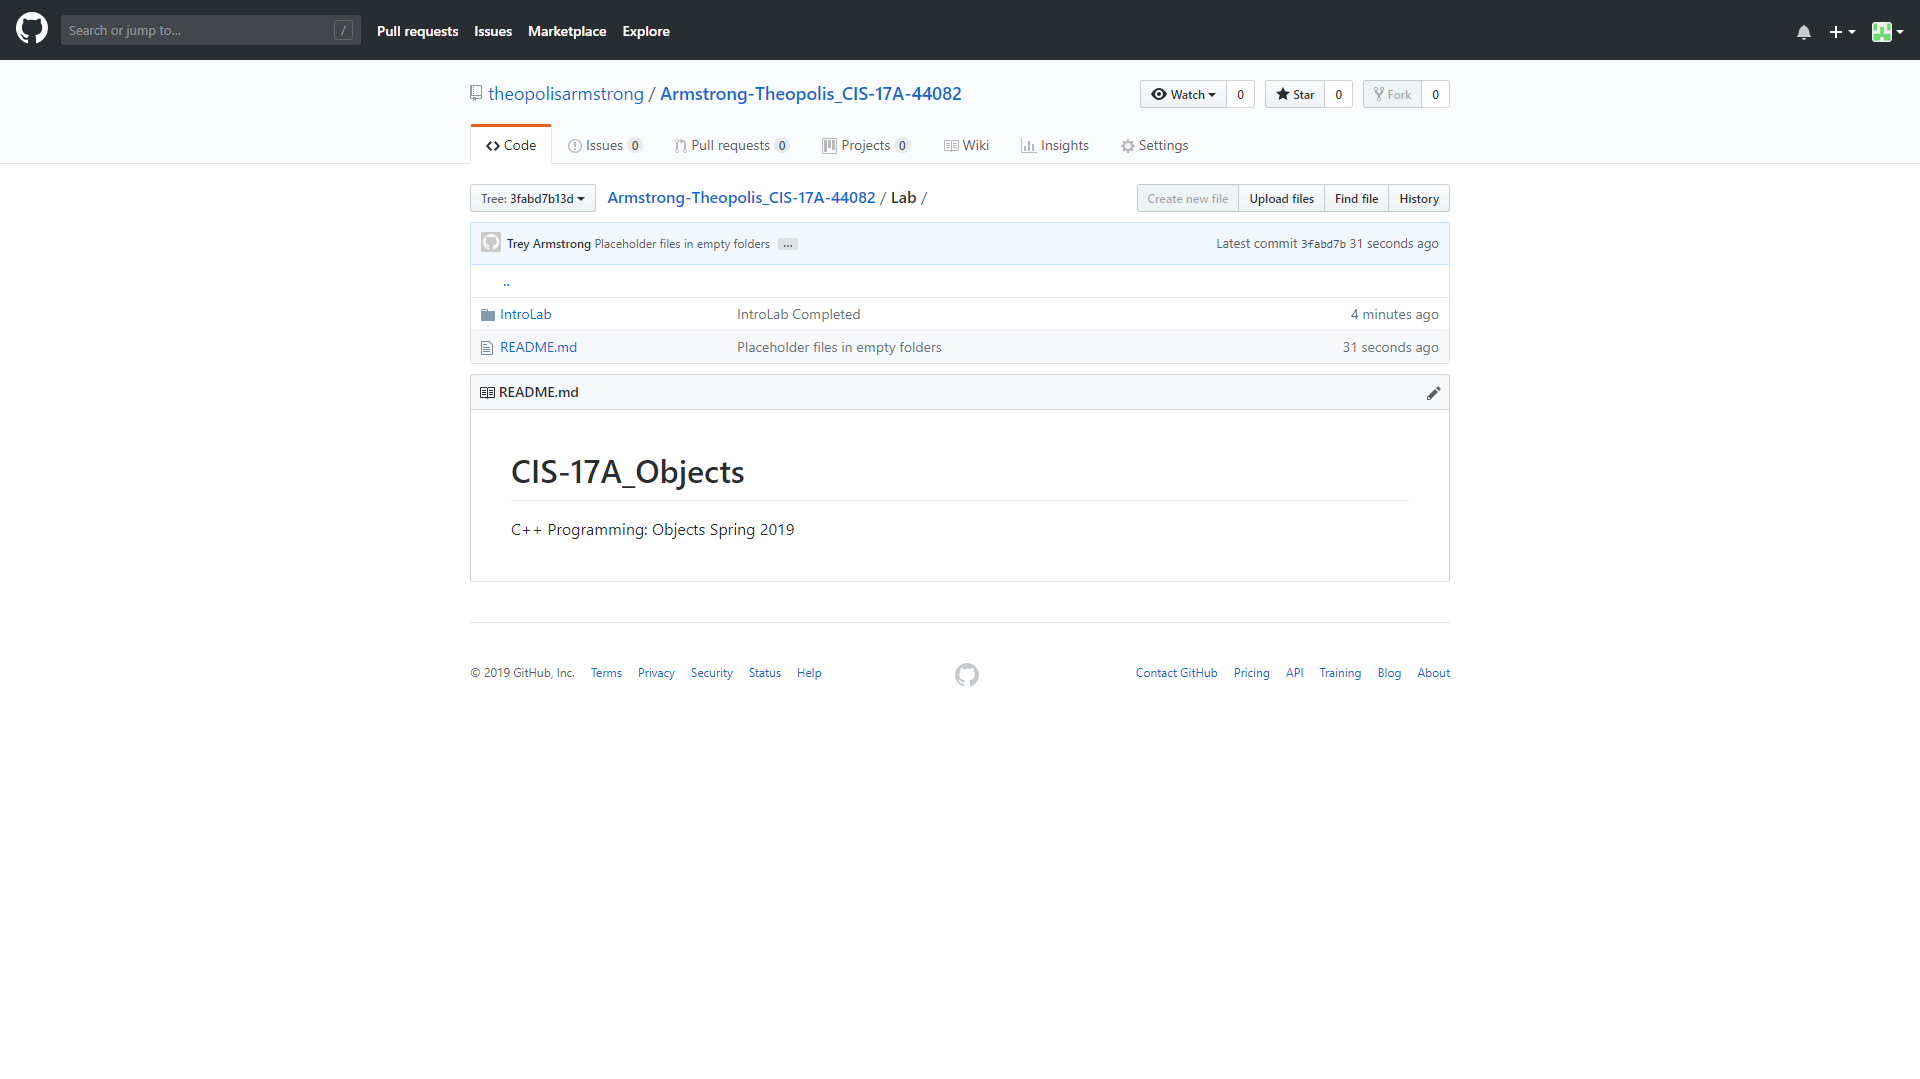 Search or jump to... /
Pull requests Issues Marketplace Explore
theopolisarmstrong / Armstrong-Theopolis_CIS-17A-44082
Watch 0 Star 0 Fork 0
Code Issues 0 Pull requests 0 Projects 0 Wiki Insights Settings
Tree: 3fabd7b13d Armstrong-Theopolis_CIS-17A-44082 / Lab /
Create new file Upload files Find file History
Trey Armstrong Placeholder files in empty folders ... Latest commit 3fabd7b 31 seconds ago
..
IntroLab IntroLab Completed 4 minutes ago
README.md Placeholder files in empty folders 31 seconds ago
README.md
CIS-17A_Objects
C++ Programming: Objects Spring 2019
© 2019 GitHub, Inc. Terms Privacy Security Status Help Contact GitHub Pricing API Training Blog About